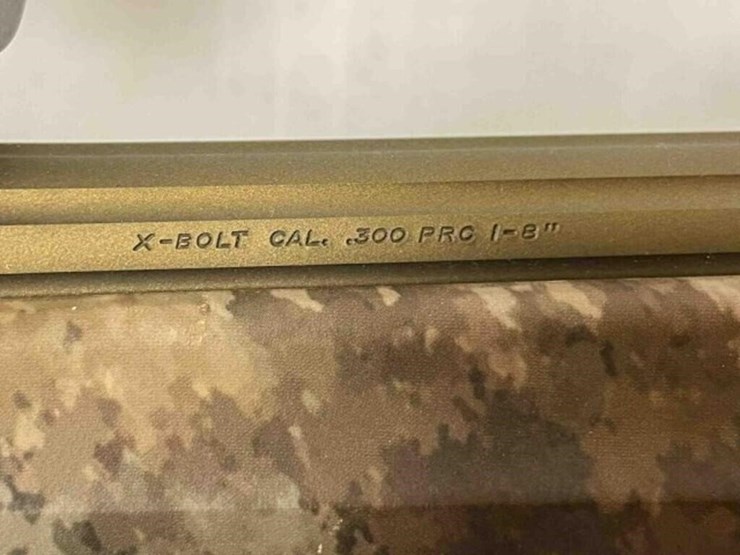 X-BOLT CAL. .300 PRC 1-8"